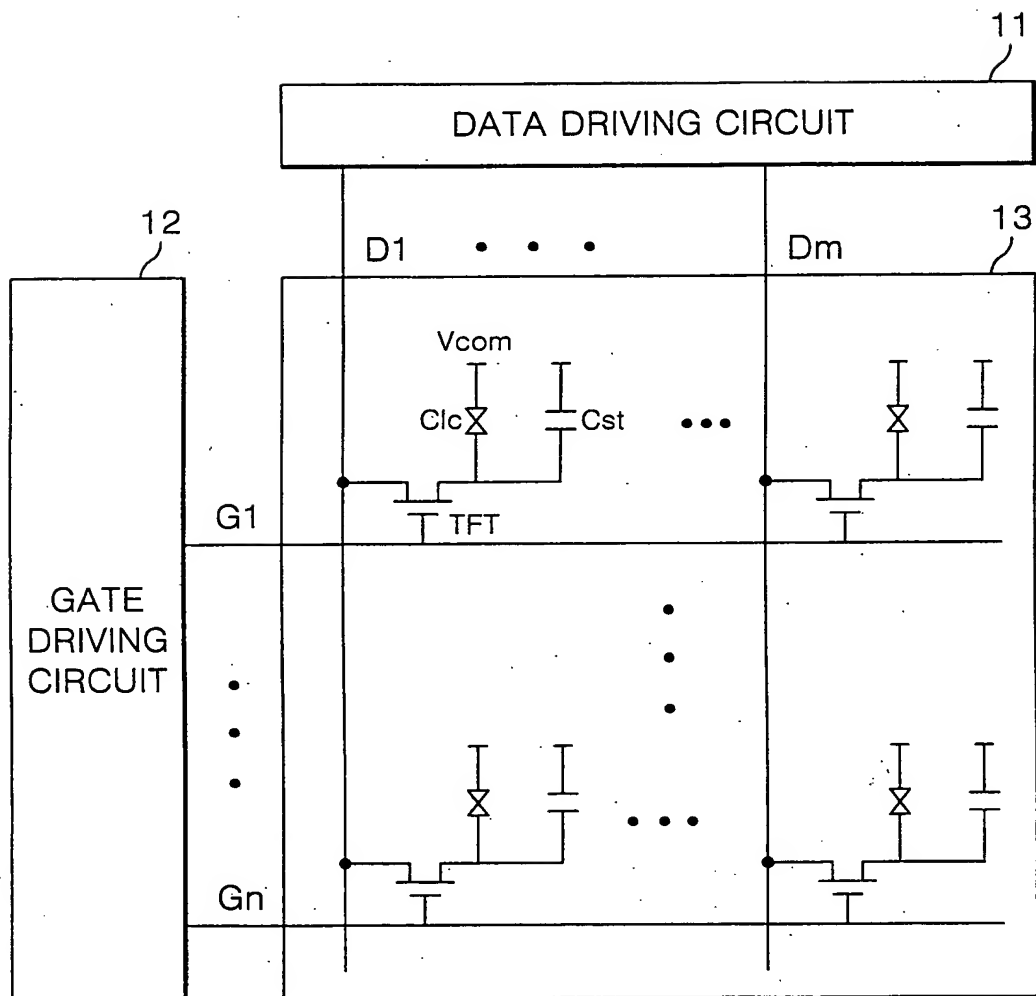 11
DATA DRIVING CIRCUIT
12
D1
Dm
13
Vcom
Clc
Cst
G1
TFT
GATE
DRIVING
CIRCUIT
Gn